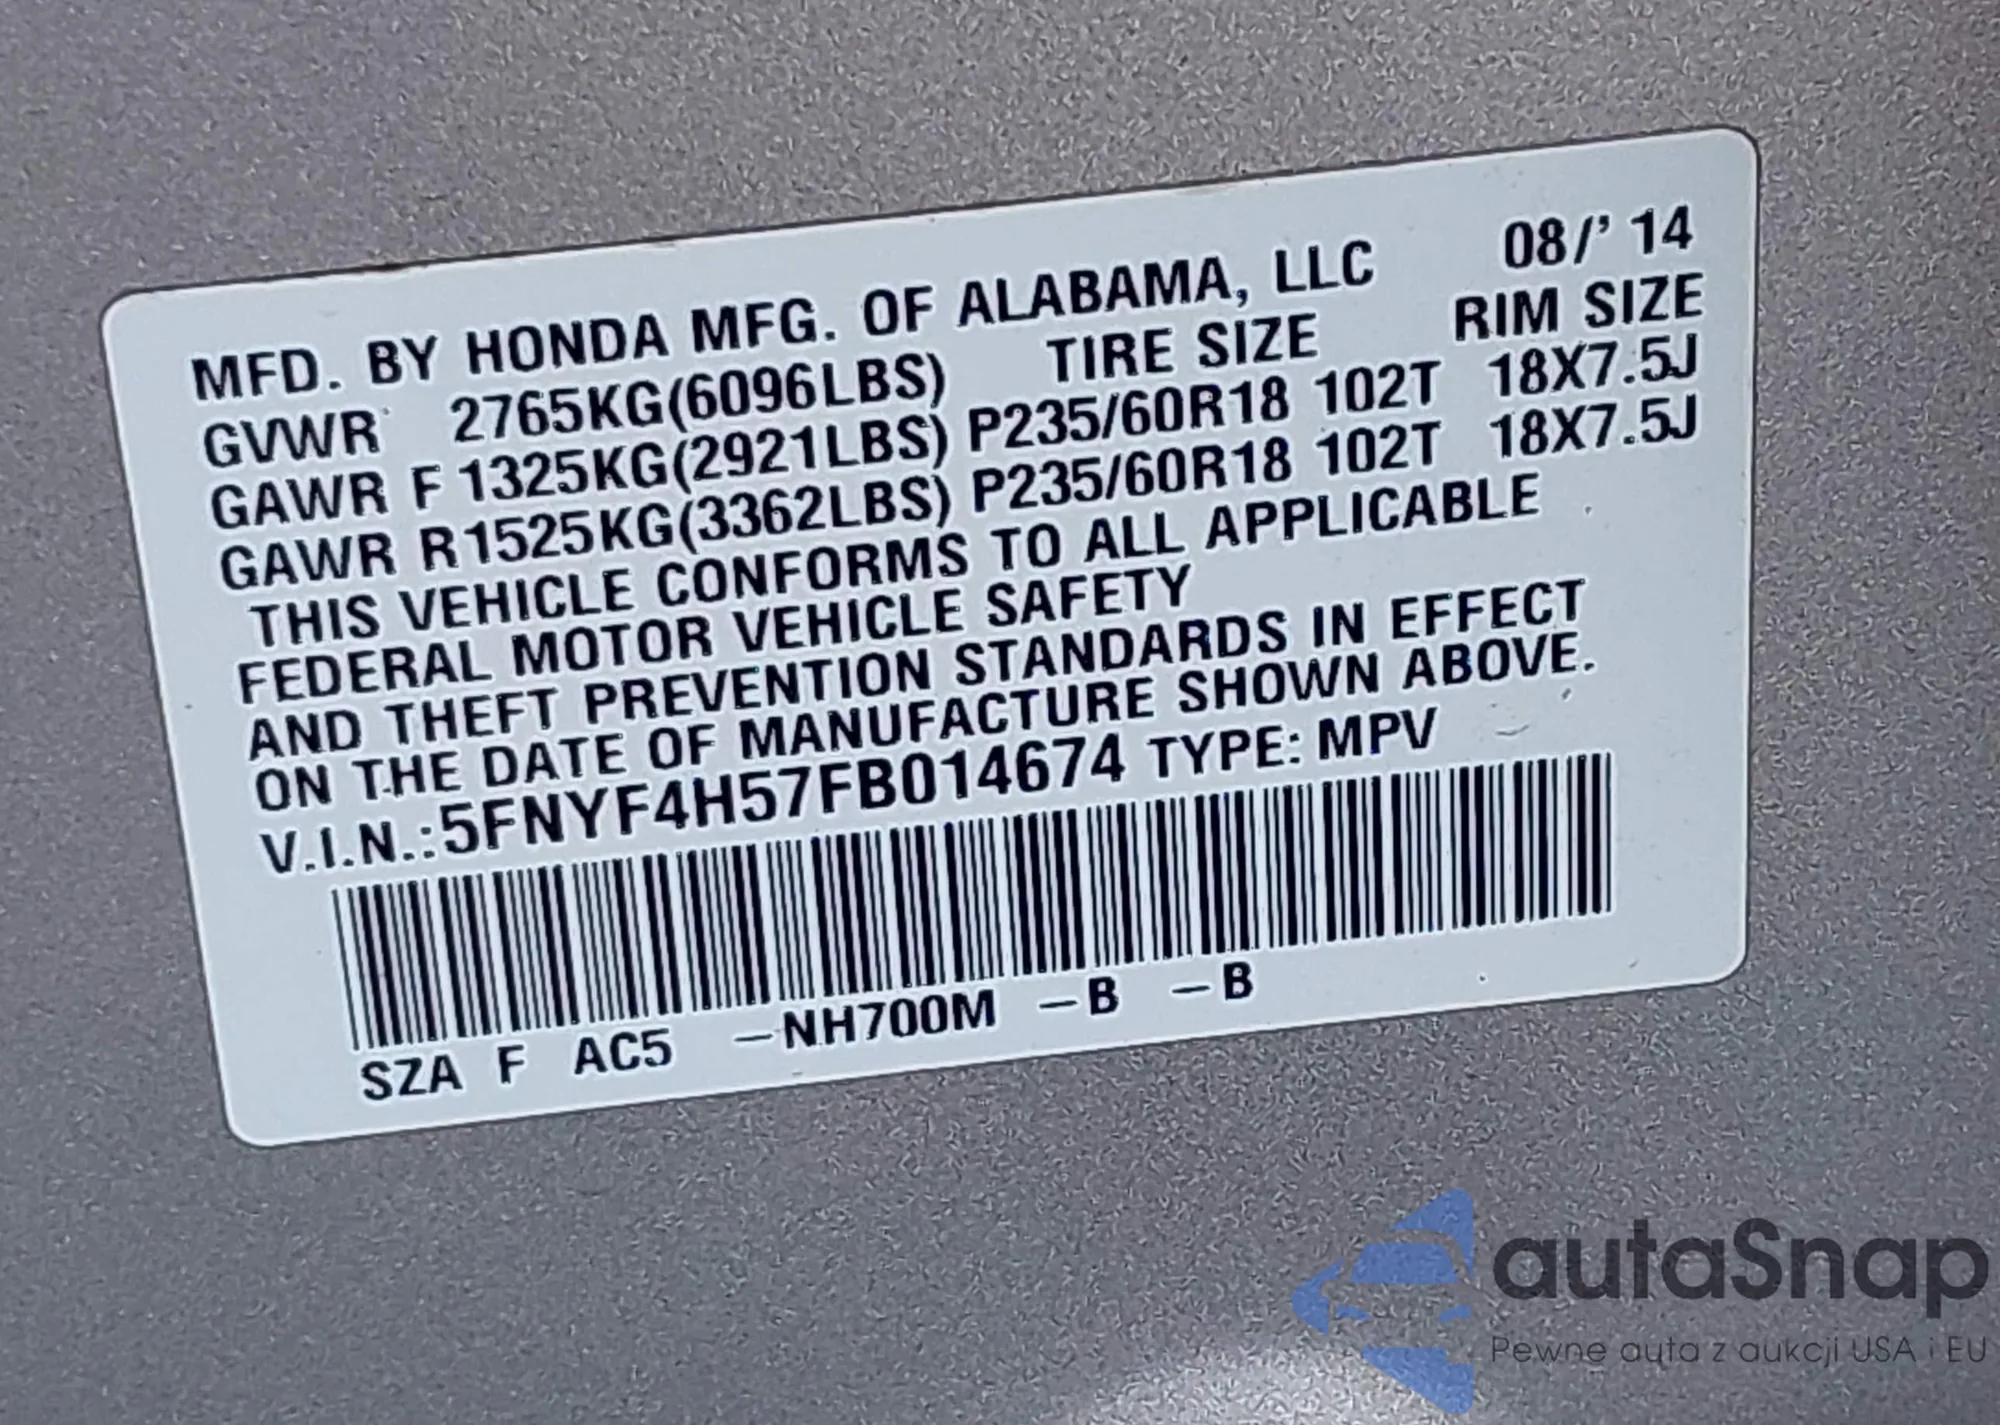 MFD. BY HONDA MFG. OF ALABAMA, LLC 08/' 14
GVWR 2765KG(6096LBS) TIRE SIZE RIM SIZE
GAWR F 1325KG(2921LBS) P235/60R18 102T 18X7.5J
GAWR R1525KG(3362LBS) P235/60R18 102T 18X7.5J
THIS VEHICLE CONFORMS TO ALL APPLICABLE
FEDERAL MOTOR VEHICLE SAFETY
AND THEFT PREVENTION STANDARDS IN EFFECT
ON THE DATE OF MANUFACTURE SHOWN ABOVE.
V.I.N.:5FNYF4H57FB014674 TYPE: MPV
SZA F AC5 –NH700M –B –B
autaSnap
Pewne auta z aukcji USA i EU